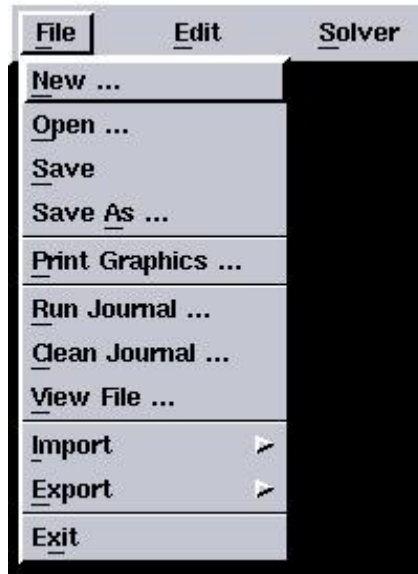 File Edit Solver
New ...
Open ...
Save
Save As ...
Print Graphics ...
Run Journal ...
Clean Journal ...
View File ...
Import
Export
Exit